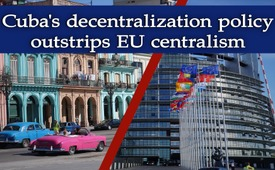 Cuba's decentralization policy
outstrips EU centralism